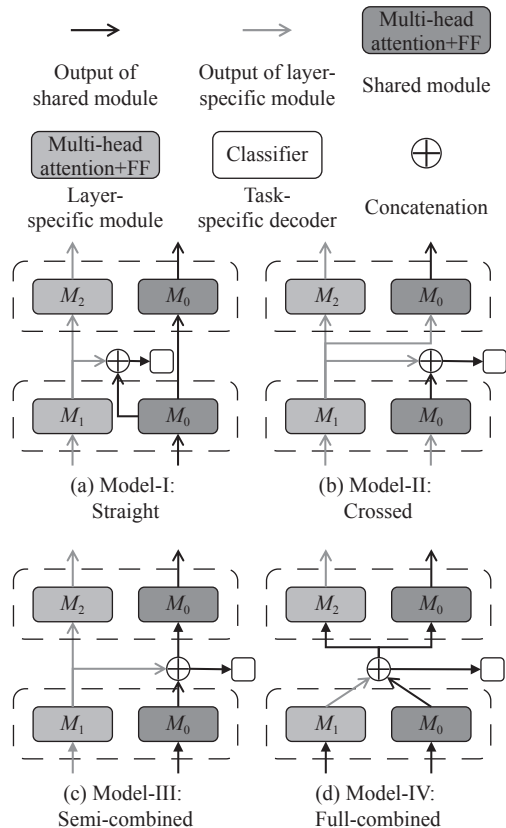 Multi-head
attention+FF
Output of
shared module
Output of layer-
specific module
Shared module
Multi-head
attention+FF
Classifier
Layer-
specific module
Task-
specific decoder
Concatenation
M2 M0 M2 M0
M1 M0 M1 M0
(a) Model-I:
Straight
(b) Model-II:
Crossed
M2 M0 M2 M0
M1 M0 M1 M0
(c) Model-III:
Semi-combined
(d) Model-IV:
Full-combined